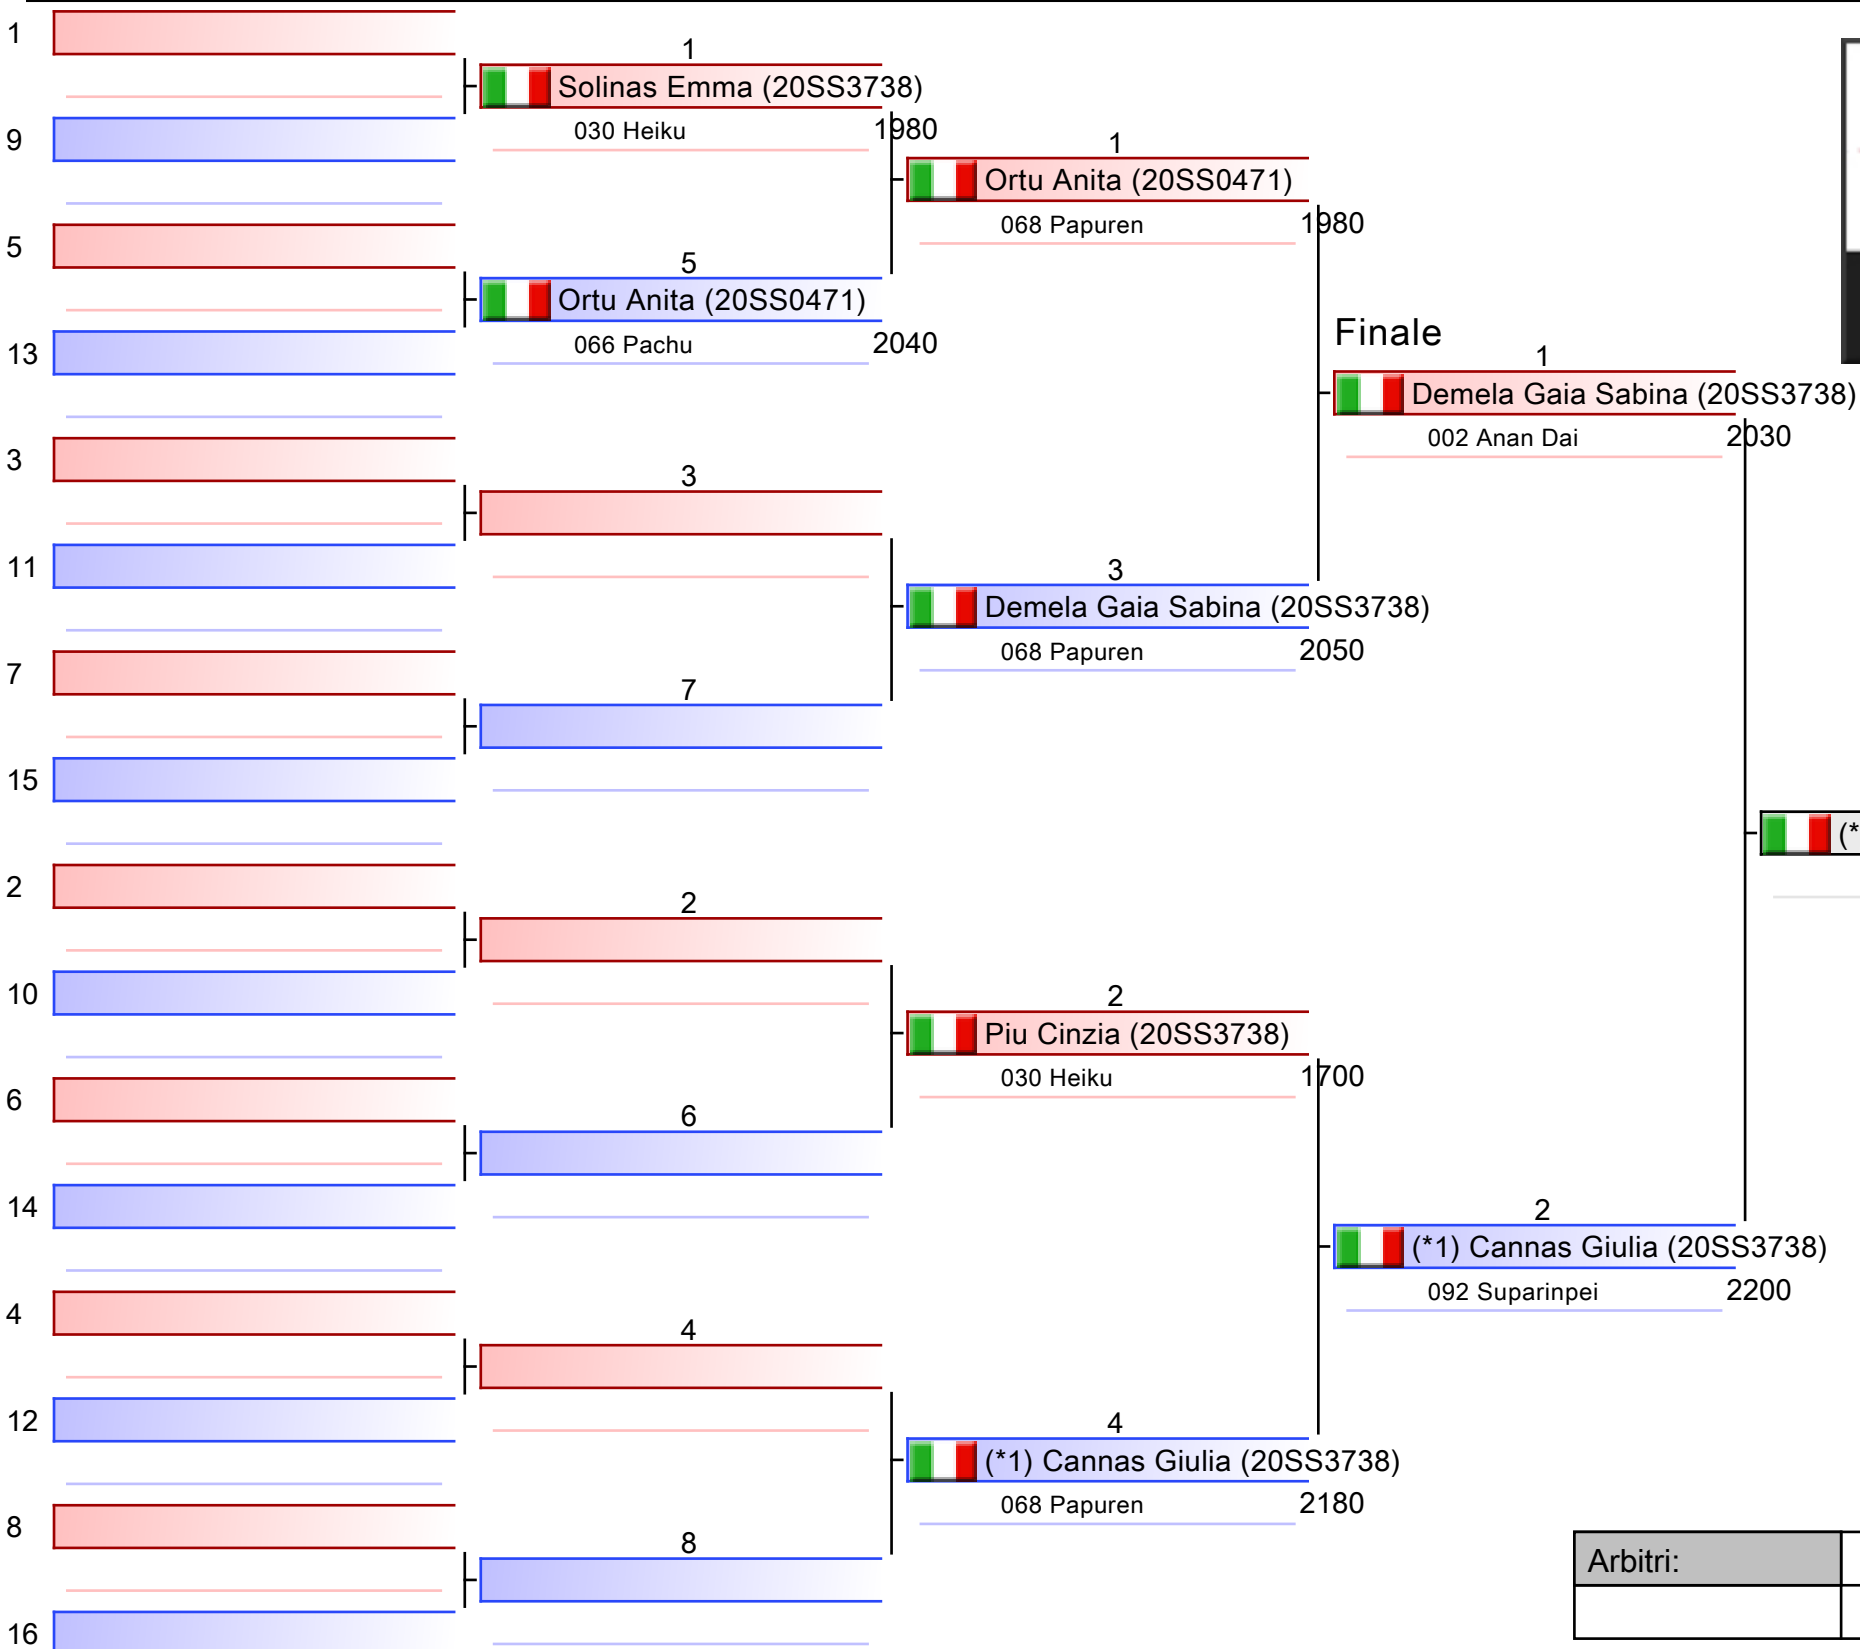 1
9
5
13
3
11
7
15
2
10
6
14
4
12
8
16
1
Solinas Emma (20SS3738)
030 Heiku
1980
5
Ortu Anita (20SS0471)
066 Pachu
2040
3
7
2
6
4
8
1
Ortu Anita (20SS0471)
068 Papuren
1980
3
Demela Gaia Sabina (20SS3738)
068 Papuren
2050
2
Piu Cinzia (20SS3738)
030 Heiku
1700
4
(*1) Cannas Giulia (20SS3738)
068 Papuren
2180
Finale
1
Demela Gaia Sabina (20SS3738)
002 Anan Dai
2030
2
(*1) Cannas Giulia (20SS3738)
092 Suparinpei
2200
(*
Arbitri: